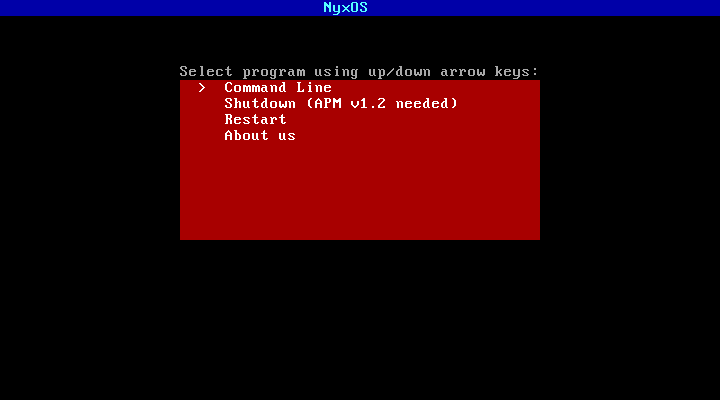 NyxOS
Select program using up/down arrow keys:
> Command Line
Shutdown (APM v1.2 needed)
Restart
About us